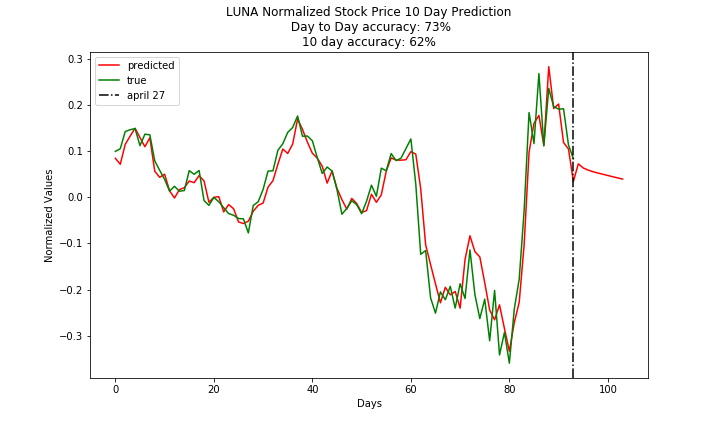 LUNA Normalized Stock Price 10 Day Prediction
Day to Day accuracy: 73%
10 day accuracy: 62%
predicted
true
april 27
0.3
0.2
0.1
0.0
−0.1
−0.2
−0.3
Normalized Values
0 20 40 60 80 100
Days